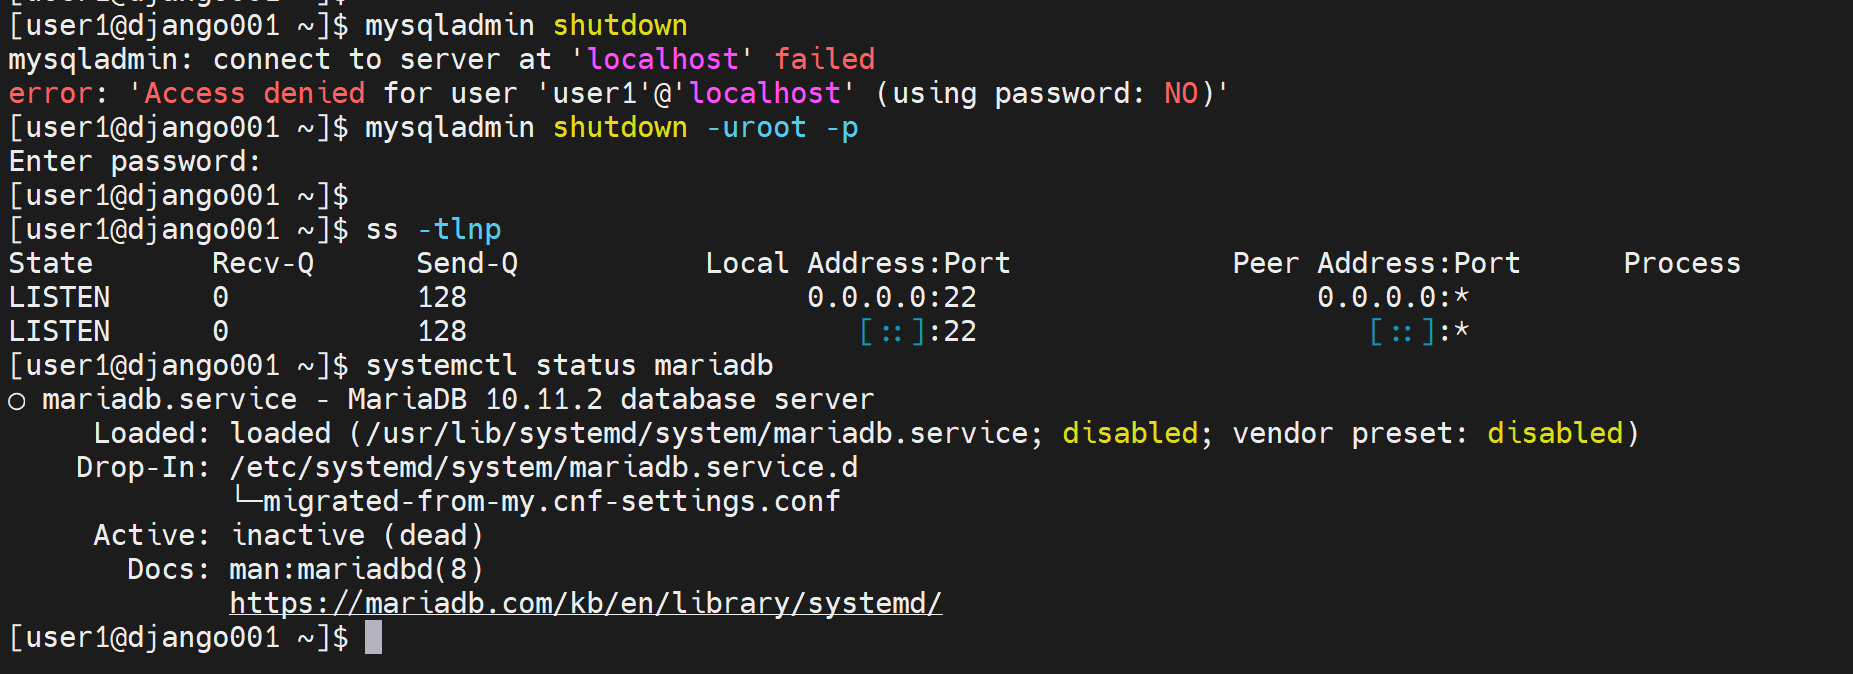 [user1@django001 ~]$
[user1@django001 ~]$ mysqladmin shutdown
mysqladmin: connect to server at 'localhost' failed
error: 'Access denied for user 'user1'@'localhost' (using password: NO)'
[user1@django001 ~]$ mysqladmin shutdown -uroot -p
Enter password:
[user1@django001 ~]$
[user1@django001 ~]$ ss -tlnp
State       Recv-Q      Send-Q           Local Address:Port             Peer Address:Port      Process
LISTEN      0           128                    0.0.0.0:22                    0.0.0.0:*
LISTEN      0           128                       [::]:22                       [::]:*
[user1@django001 ~]$ systemctl status mariadb
○ mariadb.service - MariaDB 10.11.2 database server
     Loaded: loaded (/usr/lib/systemd/system/mariadb.service; disabled; vendor preset: disabled)
    Drop-In: /etc/systemd/system/mariadb.service.d
             └─migrated-from-my.cnf-settings.conf
     Active: inactive (dead)
       Docs: man:mariadbd(8)
             https://mariadb.com/kb/en/library/systemd/
[user1@django001 ~]$